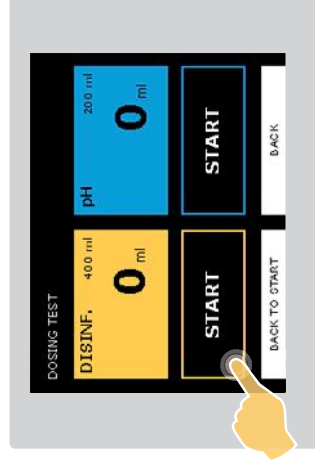 DOSING TEST
DISINF. 400 ml
0 ml
pH 200 ml
0 ml
START
START
BACK TO START
BACK